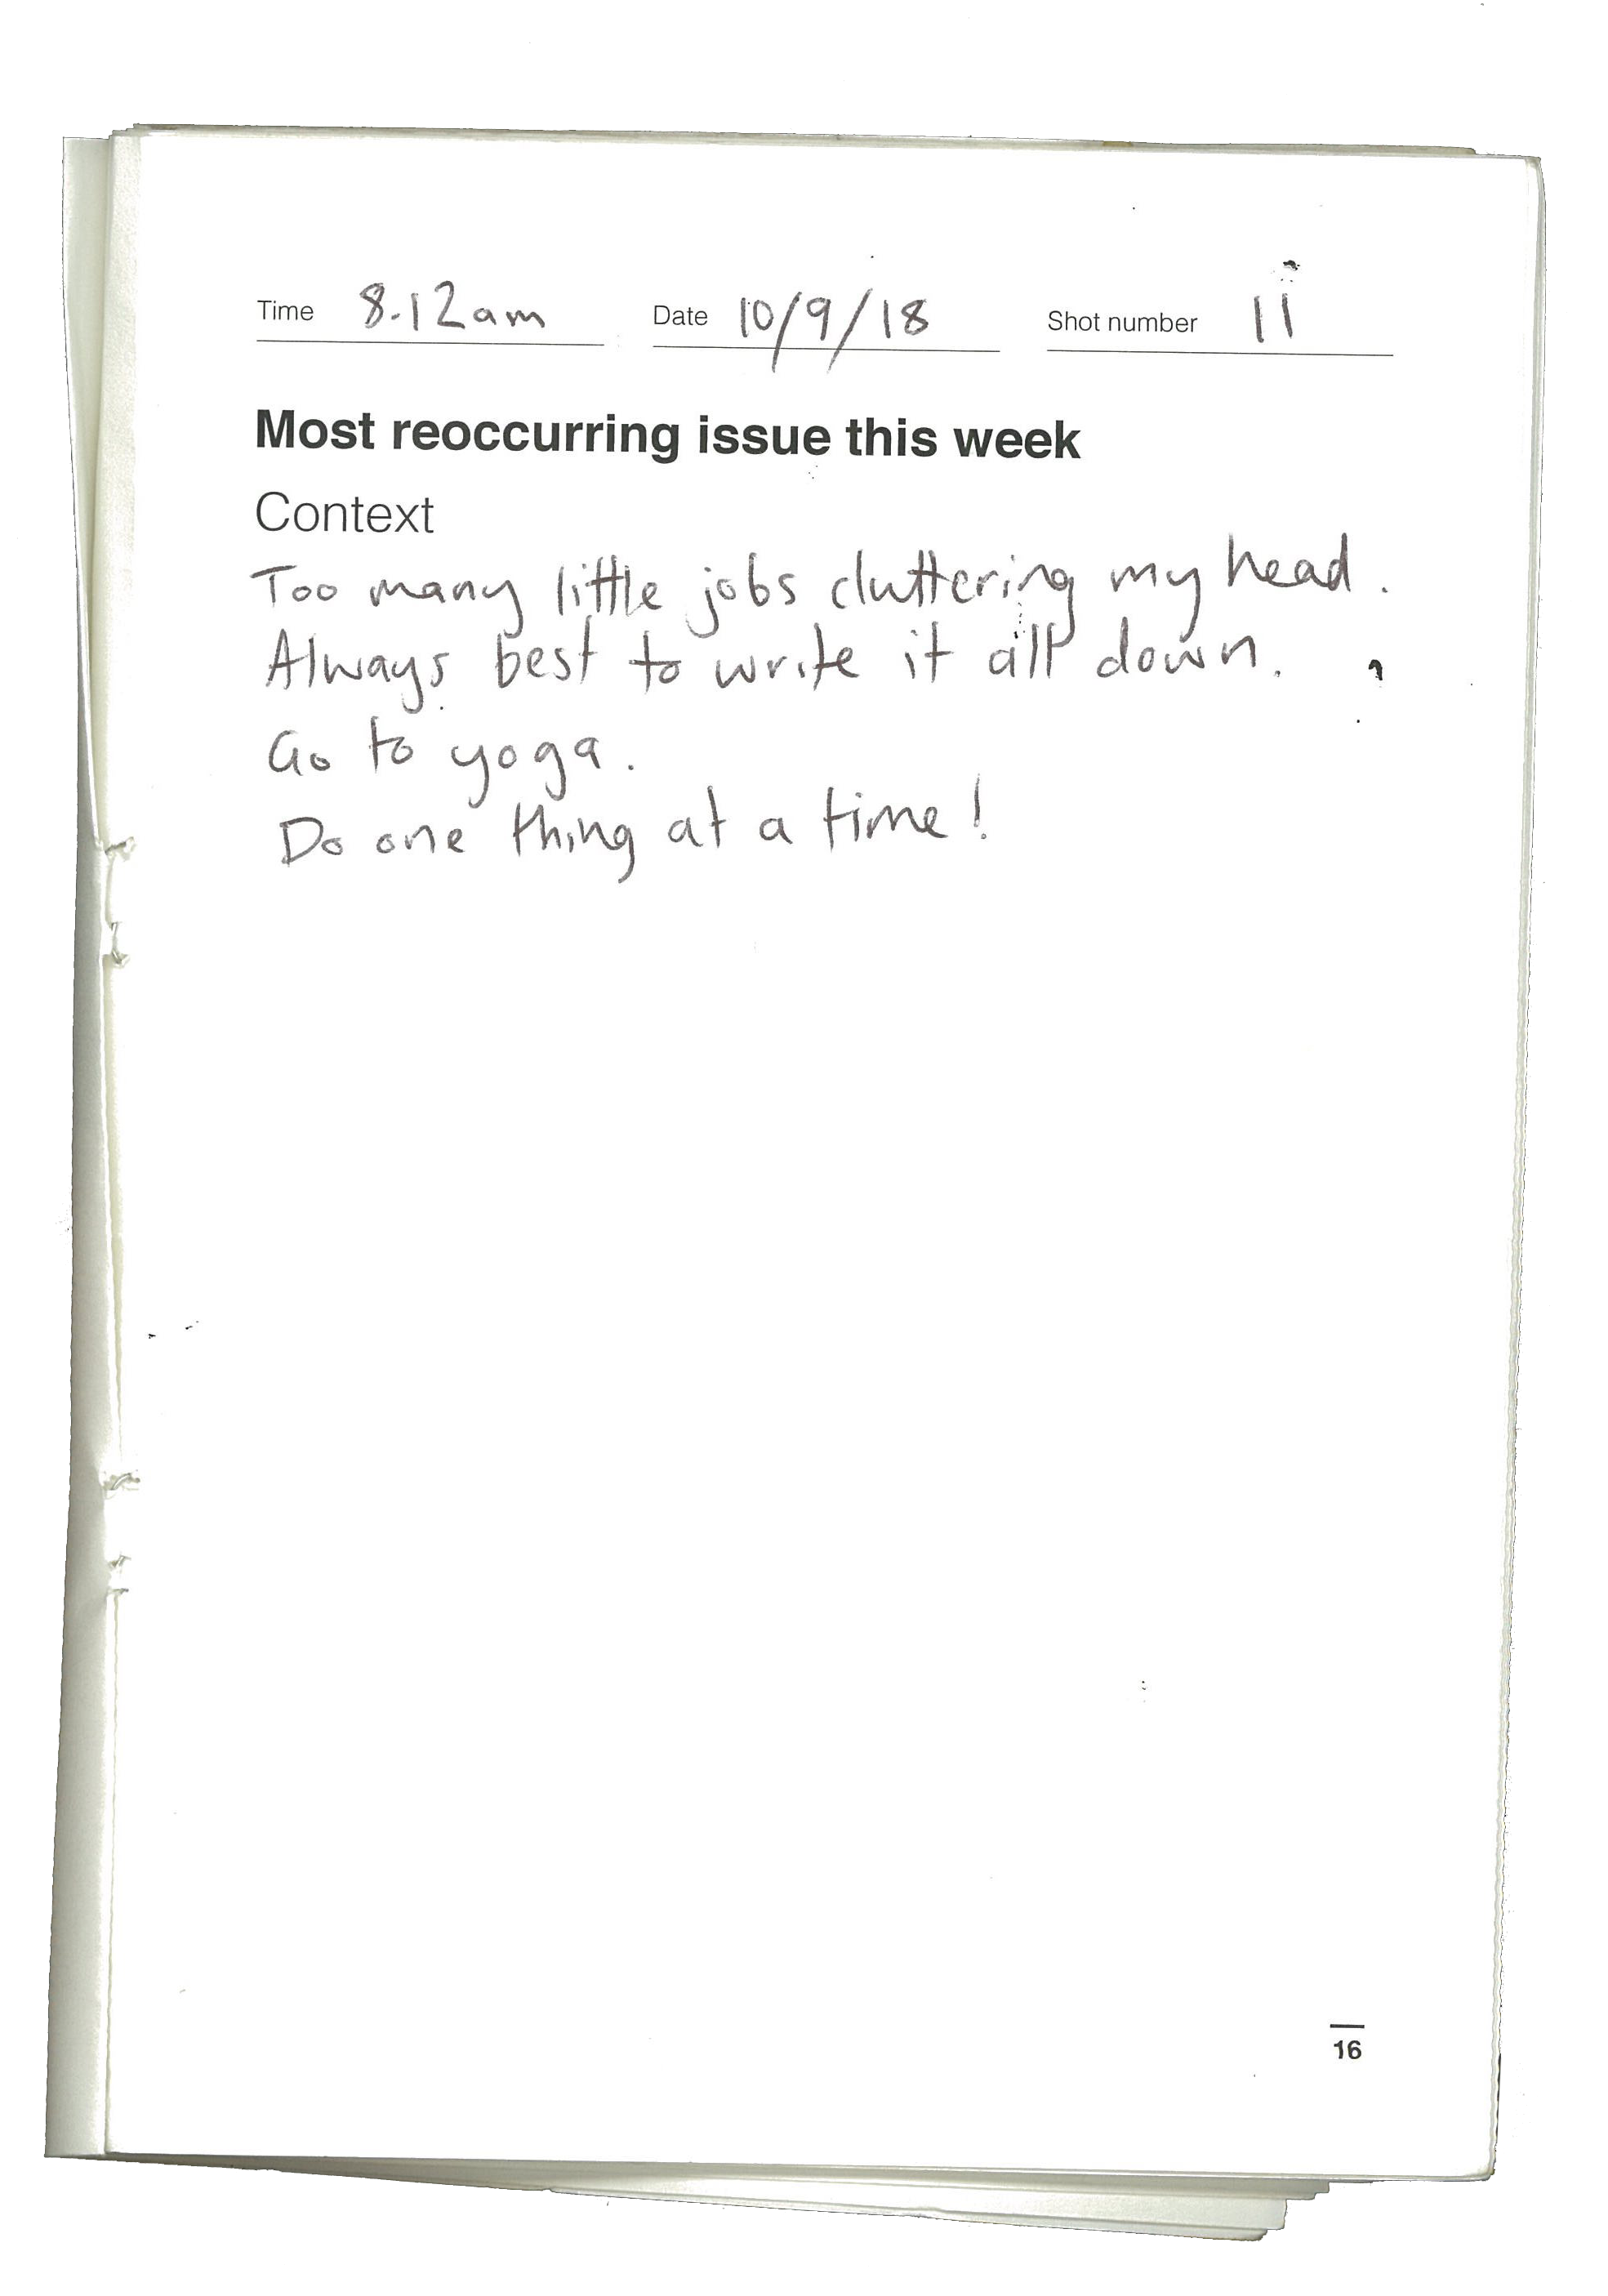 Time 8.12am Date 10/9/18 Shot number 11
Most reoccurring issue this week
Context
Too many little jobs cluttering my head.
Always best to write it all down.
Go to yoga.
Do one thing at a time!
16